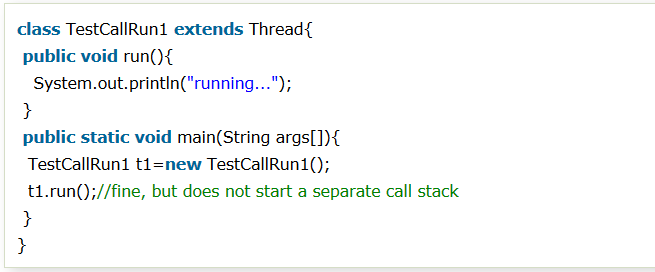 class TestCallRun1 extends Thread{
public void run(){
System.out.println("running...");
}
public static void main(String args[]){
TestCallRun1 t1=new TestCallRun1();
t1.run();//fine, but does not start a separate call stack
}
}